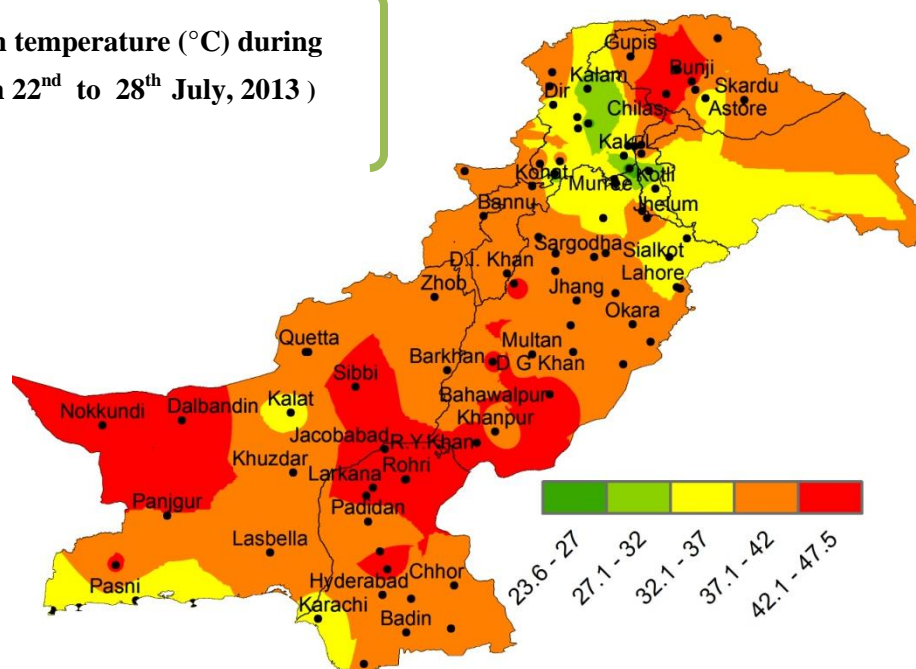 temperature (°C) during
22nd to 28th July, 2013 )
Gupis
Kalam
Bunji
Dir
Skardu
Chilas
Astore
Kakul
Kohat
Kotli
Murree
Bannu
Jhelum
Sargodha
Sialkot
D.I. Khan
Lahore
Zhob
Jhang
Okara
Quetta
Multan
Barkhan
D G Khan
Sibbi
Bahawalpur
Nokkundi
Dalbandin
Kalat
Khanpur
Jacobabad
R.Y.Khan
Khuzdar
Rohri
Larkana
Panjgur
Padidan
Lasbella
Pasni
Hyderabad
Chhor
Karachi
Badin
23.6 - 27
27.1 - 32
32.1 - 37
37.1 - 42
42.1 - 47.5